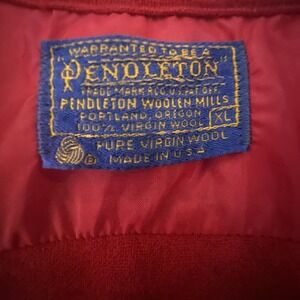 "WARRANTED TO BE A
PENDLETON"
TRADE MARK REG. U.S. PAT. OFF.
PENDLETON WOOLEN MILLS
PORTLAND, OREGON
100% VIRGIN WOOL XL
PURE VIRGIN WOOL
MADE IN U.S.A.